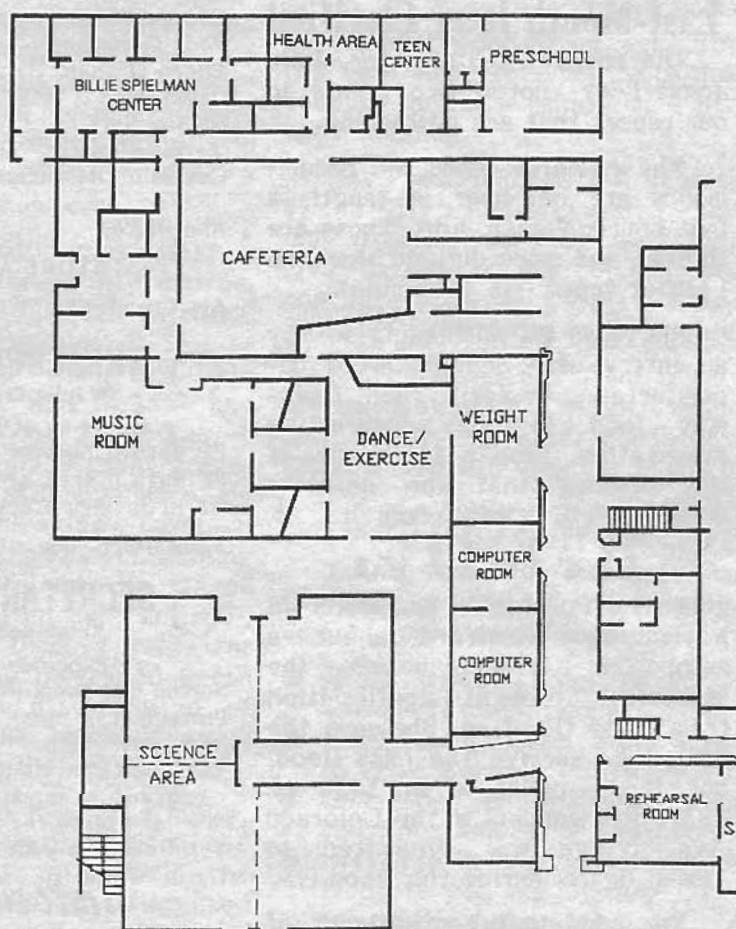 HEALTH AREA
TEEN
CENTER
PRESCHOOL
BILLIE SPIELMAN
CENTER
CAFETERIA
MUSIC
ROOM
DANCE/
EXERCISE
WEIGHT
ROOM
COMPUTER
ROOM
COMPUTER
ROOM
SCIENCE
AREA
REHEARSAL
ROOM
S